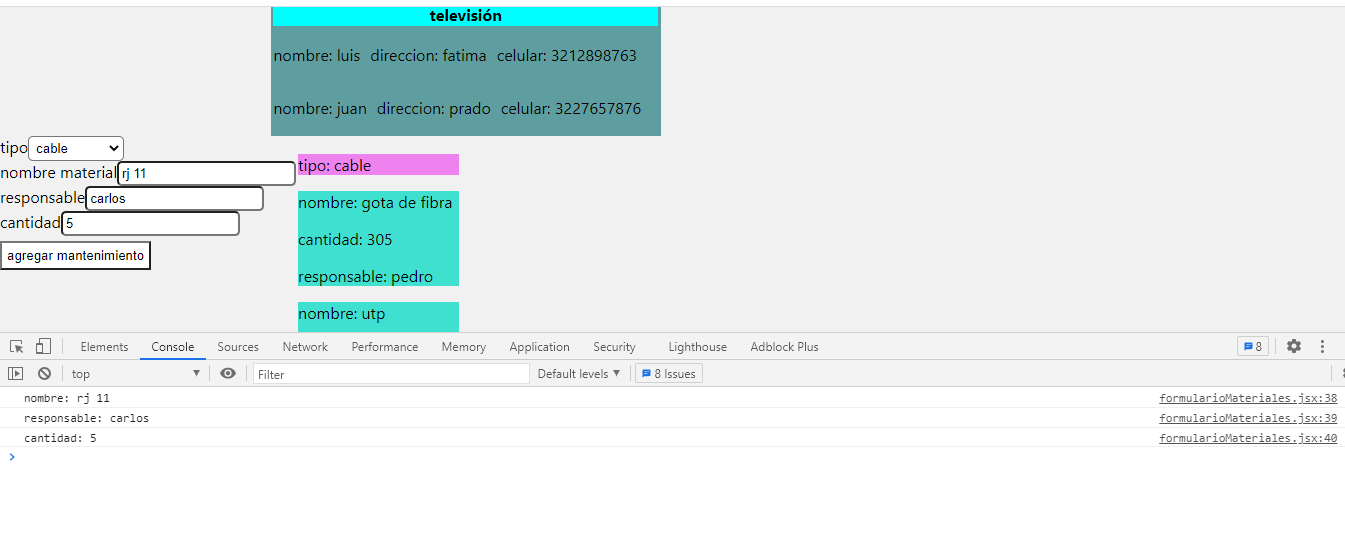 televisión
nombre: luis direccion: fatima celular: 3212898763
nombre: juan direccion: prado celular: 3227657876
tipo cable
nombre material rj 11
responsable carlos
cantidad 5
agregar mantenimiento
tipo: cable
nombre: gota de fibra
cantidad: 305
responsable: pedro
nombre: utp
Elements Console Sources Network Performance Memory Application Security Lighthouse Adblock Plus 8
top Filter Default levels 8 Issues
nombre: rj 11 formularioMateriales.jsx:38
responsable: carlos formularioMateriales.jsx:39
cantidad: 5 formularioMateriales.jsx:40